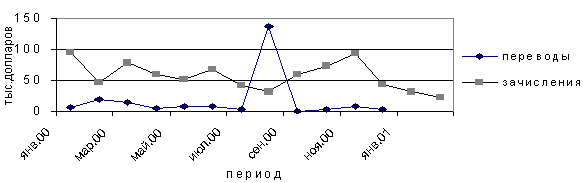 тыс.долларов
150
100
50
0
янв.00
мар.00
май.00
июл.00
сен.00
ноя.00
янв.01
период
переводы
зачисления